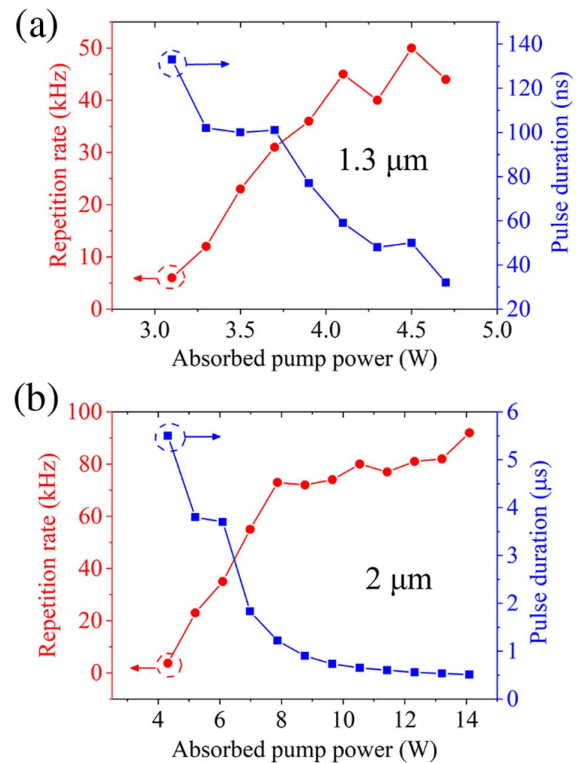 (a)
50
40
30
20
10
0
Repetition rate (kHz)
140
120
100
80
60
40
20
Pulse duration (ns)
1.3 μm
3.0 3.5 4.0 4.5 5.0
Absorbed pump power (W)
(b)
100
80
60
40
20
0
Repetition rate (kHz)
6
5
4
3
2
1
0
Pulse duration (μs)
2 μm
4 6 8 10 12 14
Absorbed pump power (W)